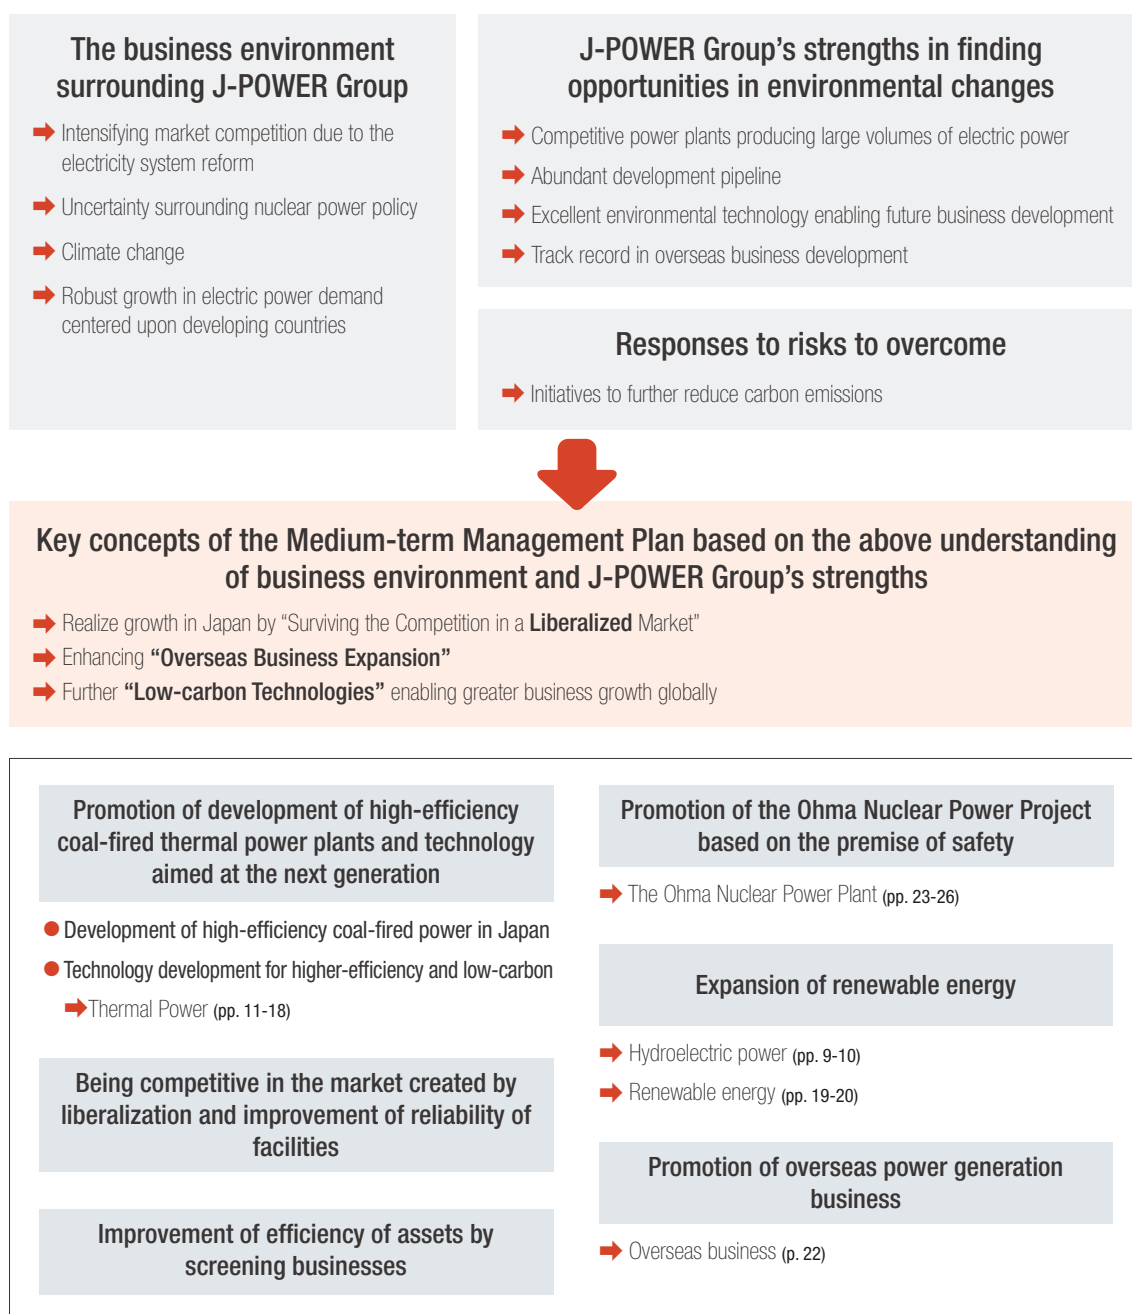 The business environment
surrounding J-POWER Group
Intensifying market competition due to the
electricity system reform
Uncertainty surrounding nuclear power policy
Climate change
Robust growth in electric power demand
centered upon developing countries
J-POWER Group’s strengths in finding
opportunities in environmental changes
Competitive power plants producing large volumes of electric power
Abundant development pipeline
Excellent environmental technology enabling future business development
Track record in overseas business development
Responses to risks to overcome
Initiatives to further reduce carbon emissions
Key concepts of the Medium-term Management Plan based on the above understanding
of business environment and J-POWER Group’s strengths
Realize growth in Japan by “Surviving the Competition in a Liberalized Market”
Enhancing “Overseas Business Expansion”
Further “Low-carbon Technologies” enabling greater business growth globally
Promotion of development of high-efficiency
coal-fired thermal power plants and technology
aimed at the next generation
Development of high-efficiency coal-fired power in Japan
Technology development for higher-efficiency and low-carbon
Thermal Power (pp. 11-18)
Being competitive in the market created by
liberalization and improvement of reliability of
facilities
Improvement of efficiency of assets by
screening businesses
Promotion of the Ohma Nuclear Power Project
based on the premise of safety
The Ohma Nuclear Power Plant (pp. 23-26)
Expansion of renewable energy
Hydroelectric power (pp. 9-10)
Renewable energy (pp. 19-20)
Promotion of overseas power generation
business
Overseas business (p. 22)